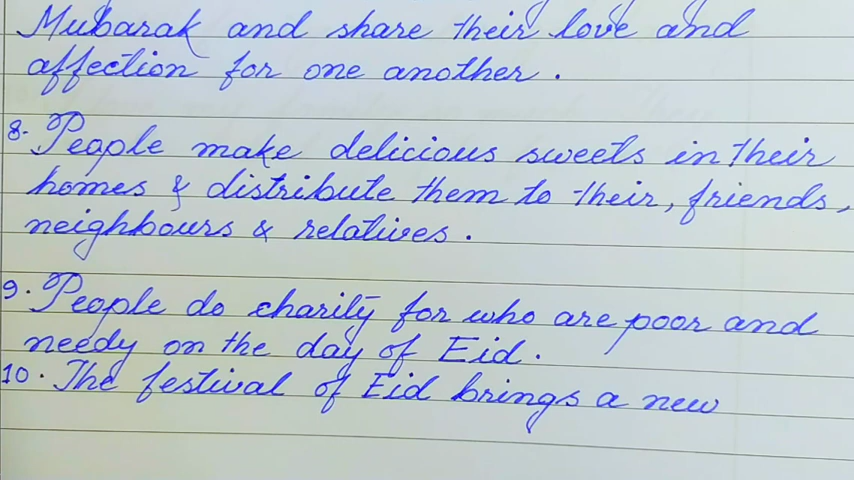 Mubarak and share their love and
affection for one another.
8. People make delicious sweets in their
homes & distribute them to their, friends,
neighbours & relatives.
9. People do charity for who are poor and
needy on the day of Eid.
10. The festival of Eid brings a new